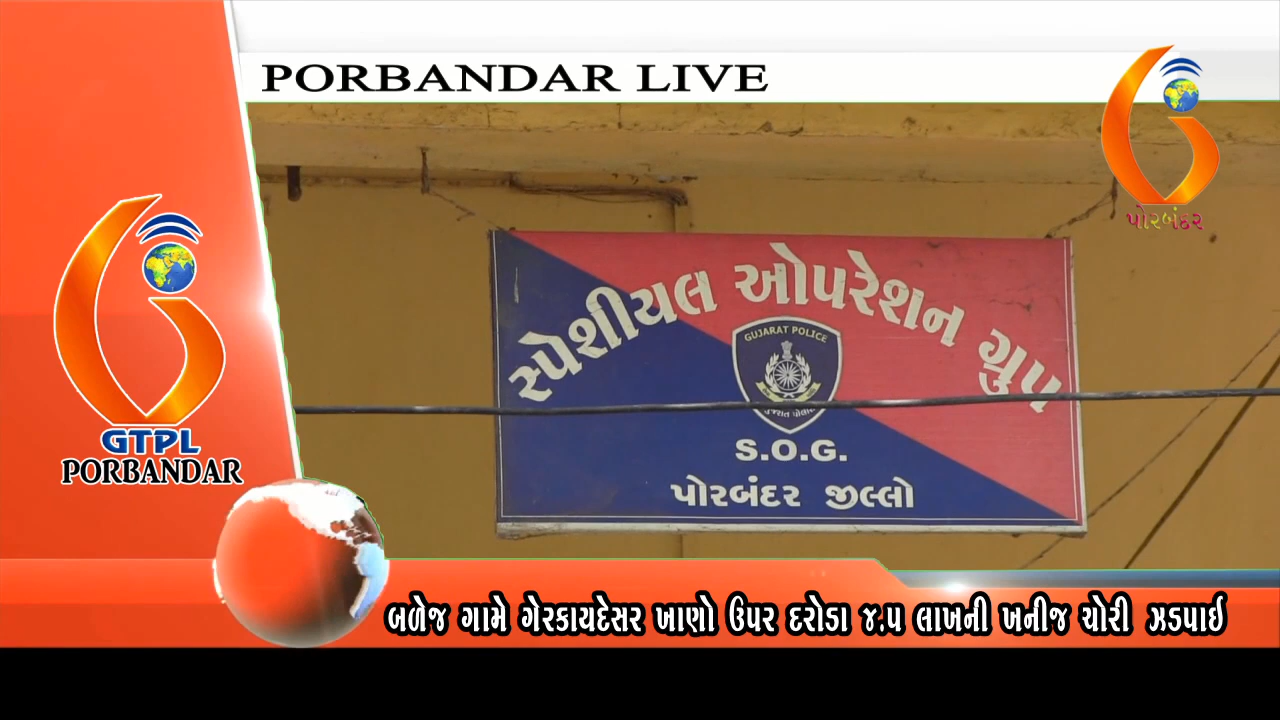 PORBANDAR LIVE
પોરબંદર
સ્પેશીયલ ઓપરેશન ગ્રુપ
GUJARAT POLICE
ગુજરાત પોલીસ
S.O.G.
પોરબંદર જીલ્લો
GTPL
PORBANDAR
બળેજ ગામે ગેરકાયદેસર ખાણો ઉપર દરોડા ૪.૫ લાખની ખનીજ ચોરી ઝડપાઈ